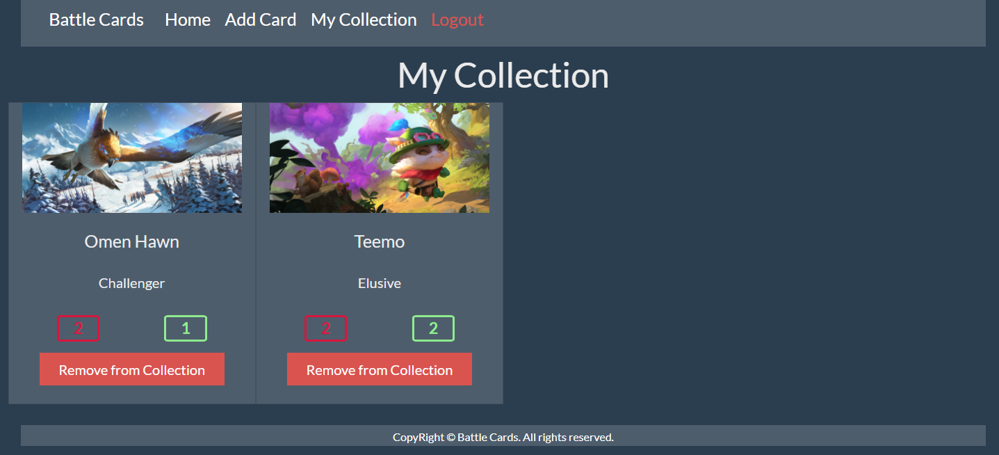 Battle Cards Home Add Card My Collection Logout
My Collection
Omen Hawn
Challenger
2 1
Remove from Collection
Teemo
Elusive
2 2
Remove from Collection
CopyRight © Battle Cards. All rights reserved.